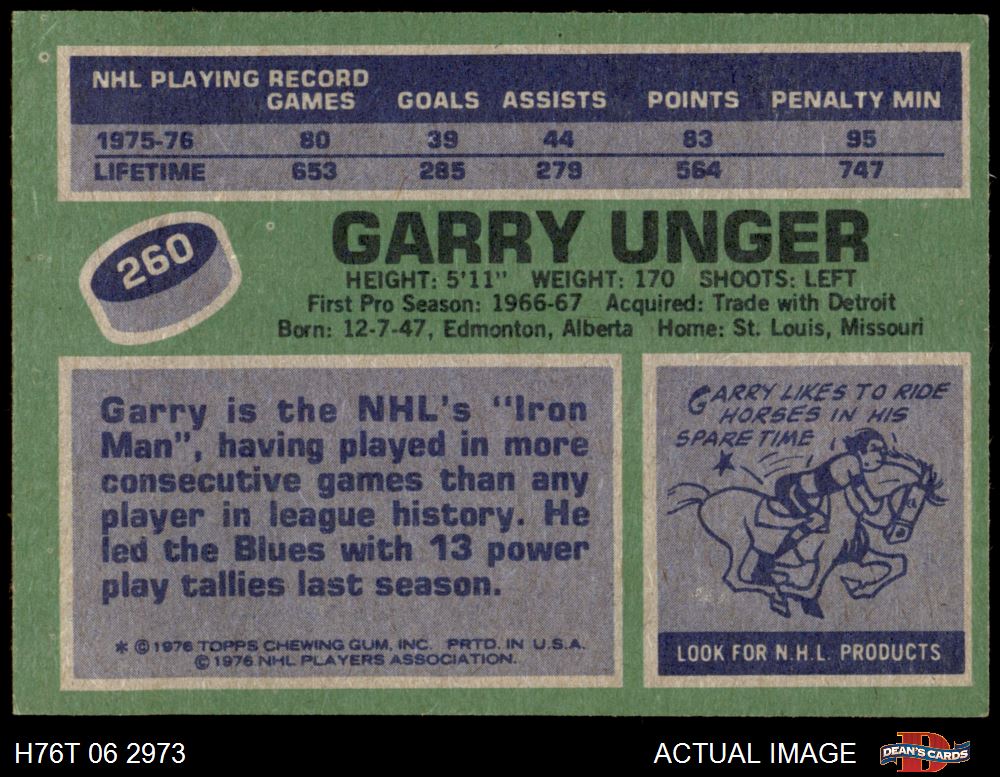 NHL PLAYING RECORD
GAMES GOALS ASSISTS POINTS PENALTY MIN
1975-76 80 39 44 83 95
LIFETIME 653 285 279 564 747
260
GARRY UNGER
HEIGHT: 5'11" WEIGHT: 170 SHOOTS: LEFT
First Pro Season: 1966-67 Acquired: Trade with Detroit
Born: 12-7-47, Edmonton, Alberta Home: St. Louis, Missouri
Garry is the NHL's "Iron
Man", having played in more
consecutive games than any
player in league history. He
led the Blues with 13 power
play tallies last season.
* © 1976 TOPPS CHEWING GUM, INC. PRTD. IN U.S.A.
© 1976 NHL PLAYERS ASSOCIATION.
GARRY LIKES TO RIDE
HORSES IN HIS
SPARE TIME
LOOK FOR N.H.L. PRODUCTS
H76T 06 2973
ACTUAL IMAGE
D
DEAN'S CARDS